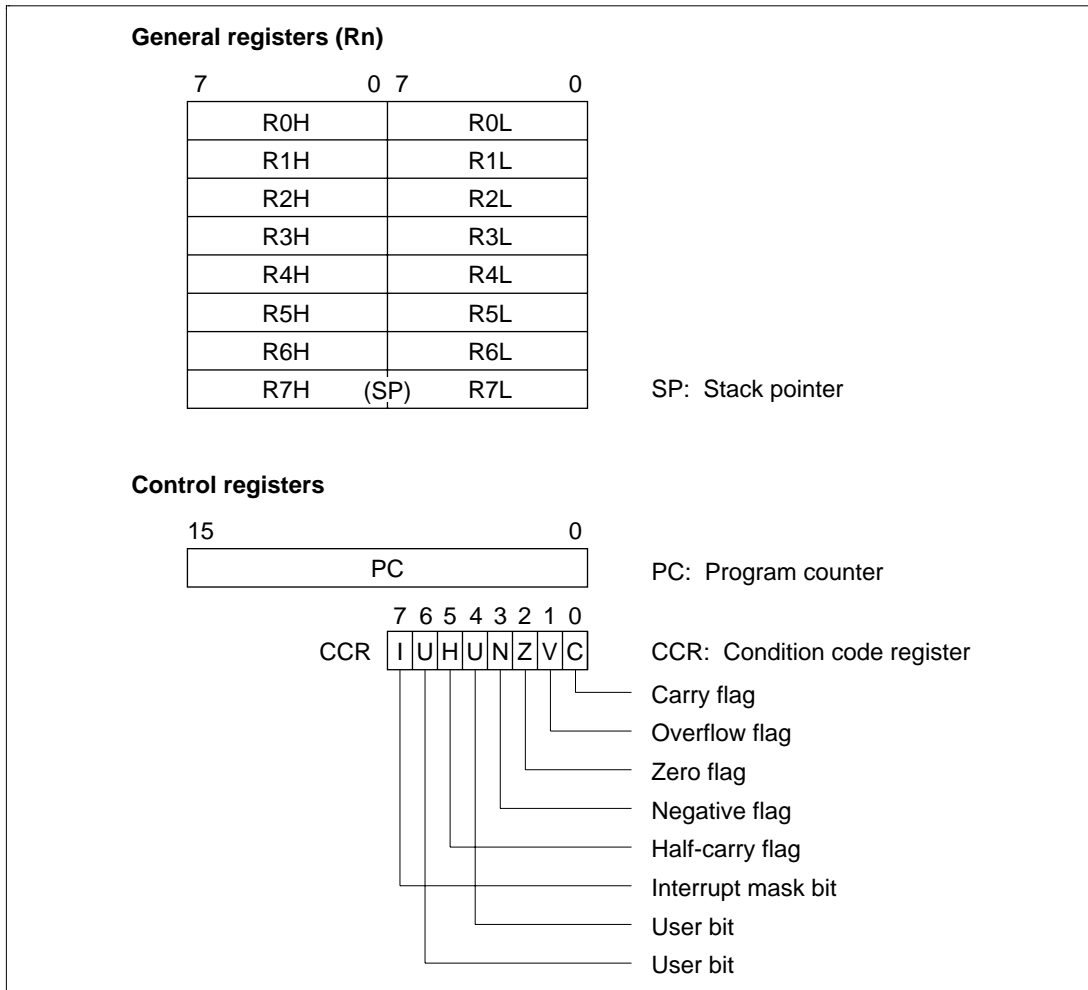 General registers (Rn)
7 0 7 0
R0H R0L
R1H R1L
R2H R2L
R3H R3L
R4H R4L
R5H R5L
R6H R6L
R7H (SP) R7L SP: Stack pointer
Control registers
15 0
PC PC: Program counter
7 6 5 4 3 2 1 0
CCR I U H U N Z V C CCR: Condition code register
Carry flag
Overflow flag
Zero flag
Negative flag
Half-carry flag
Interrupt mask bit
User bit
User bit